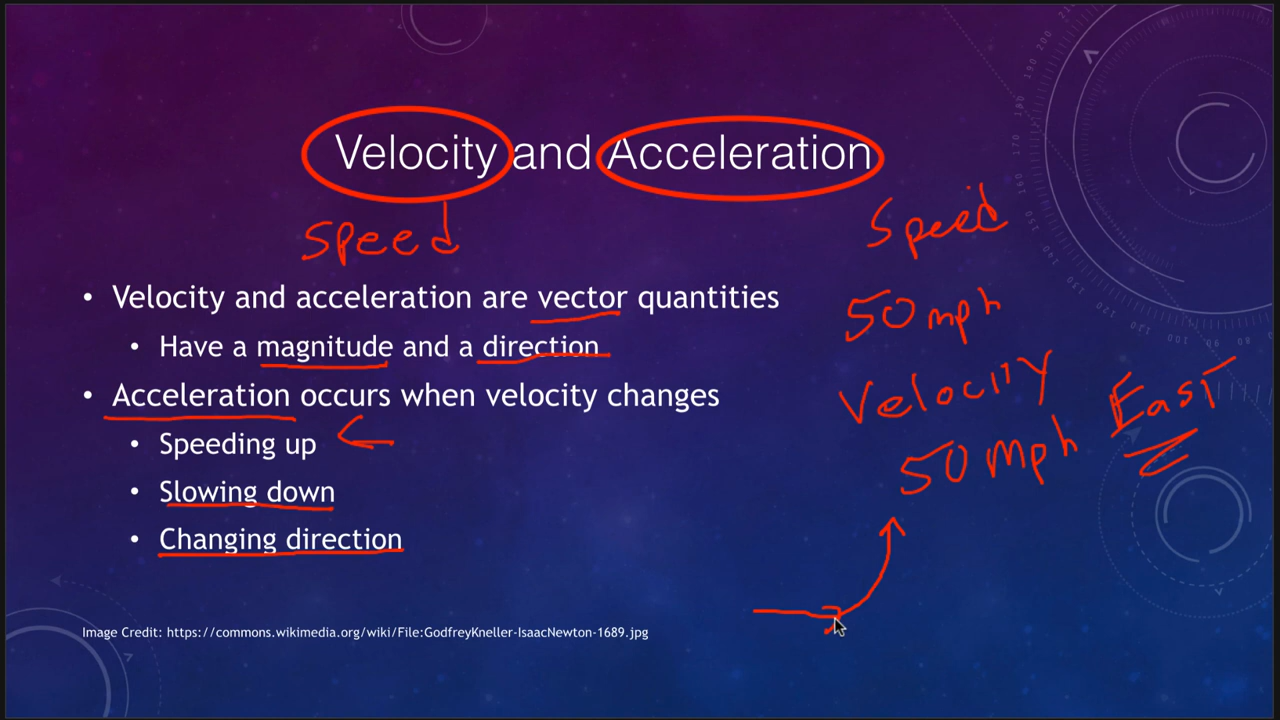 Velocity and Acceleration
Speed
Speed
• Velocity and acceleration are vector quantities
50 mph
• Have a magnitude and a direction
Velocity
• Acceleration occurs when velocity changes
East
• Speeding up
50 mph
• Slowing down
• Changing direction
Image Credit: https://commons.wikimedia.org/wiki/File:GodfreyKneller-IsaacNewton-1689.jpg